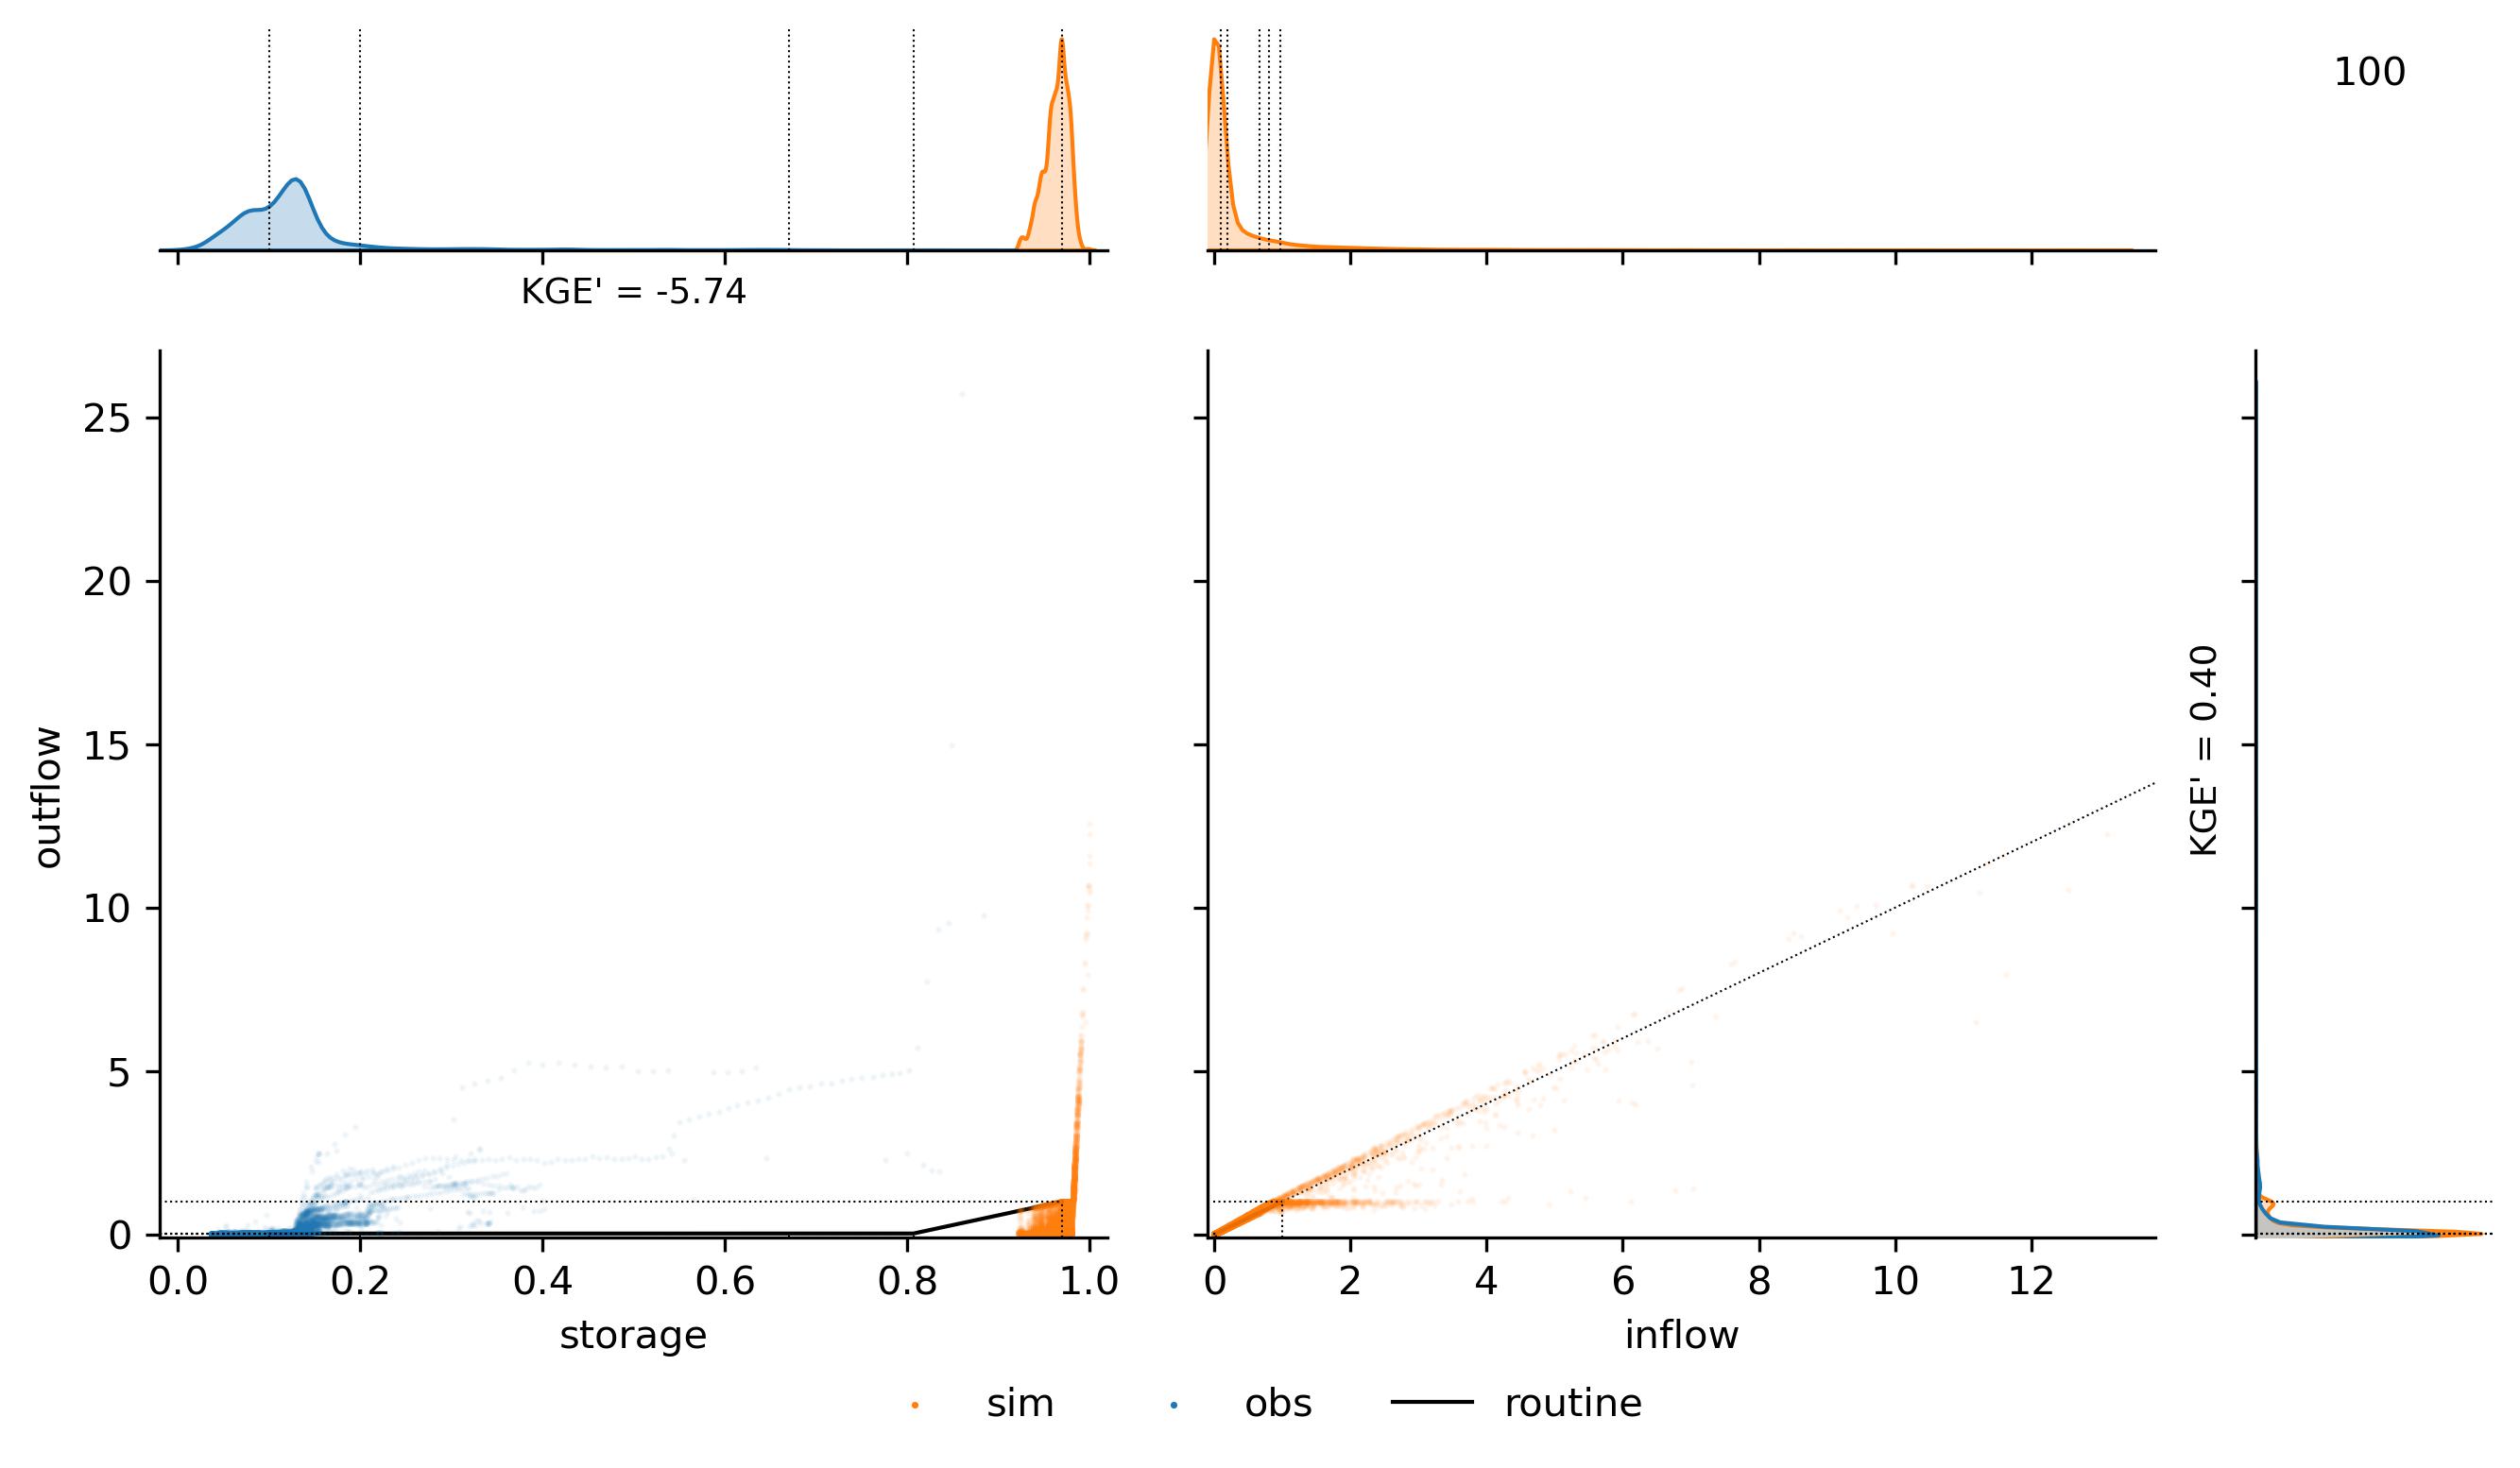 100
KGE' = -5.74
25
20
15
10
5
0
outflow
KGE' = 0.40
0.0 0.2 0.4 0.6 0.8 1.0
0 2 4 6 8 10 12
storage
inflow
sim obs routine